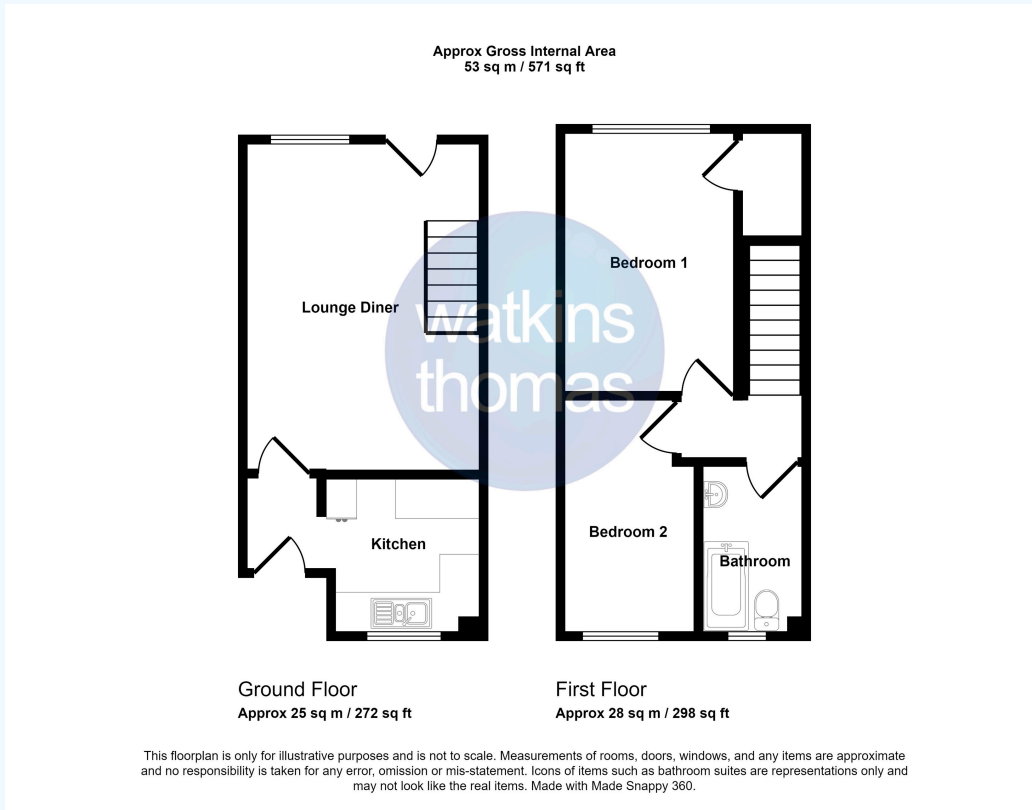 Approx Gross Internal Area
53 sq m / 571 sq ft
Bedroom 1
Lounge Diner
watkins
thomas
Bedroom 2
Kitchen
Bathroom
Ground Floor
Approx 25 sq m / 272 sq ft
First Floor
Approx 28 sq m / 298 sq ft
This floorplan is only for illustrative purposes and is not to scale. Measurements of rooms, doors, windows, and any items are approximate
and no responsibility is taken for any error, omission or mis-statement. Icons of items such as bathroom suites are representations only and
may not look like the real items. Made with Made Snappy 360.